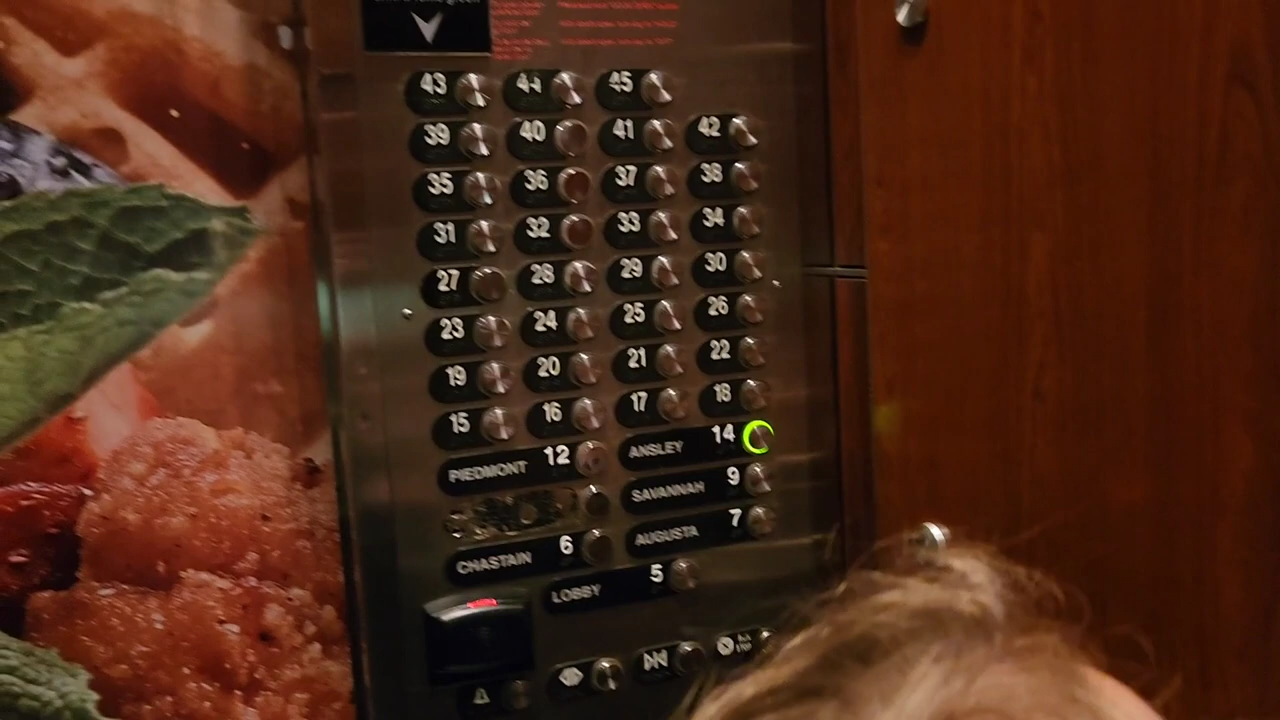 43 44 45
39 40 41 42
35 36 37 38
31 32 33 34
27 28 29 30
23 24 25 26
19 20 21 22
15 16 17 18
PIEDMONT 12 ANSLEY 14
SAVANNAH 9
CHASTAIN 6 AUGUSTA 7
LOBBY 5